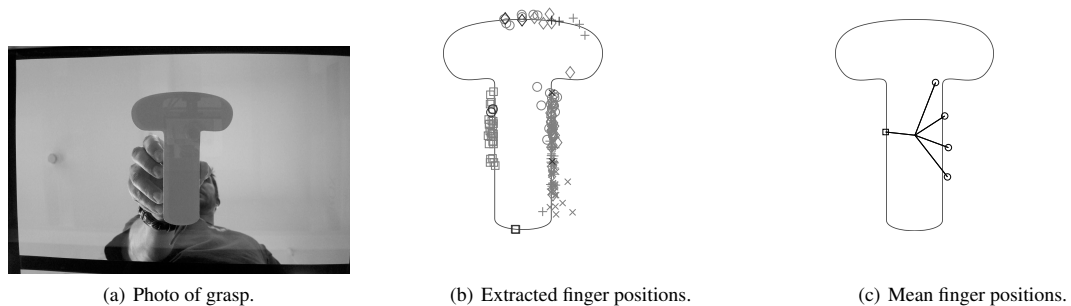 (a) Photo of grasp.
(b) Extracted finger positions.
(c) Mean finger positions.